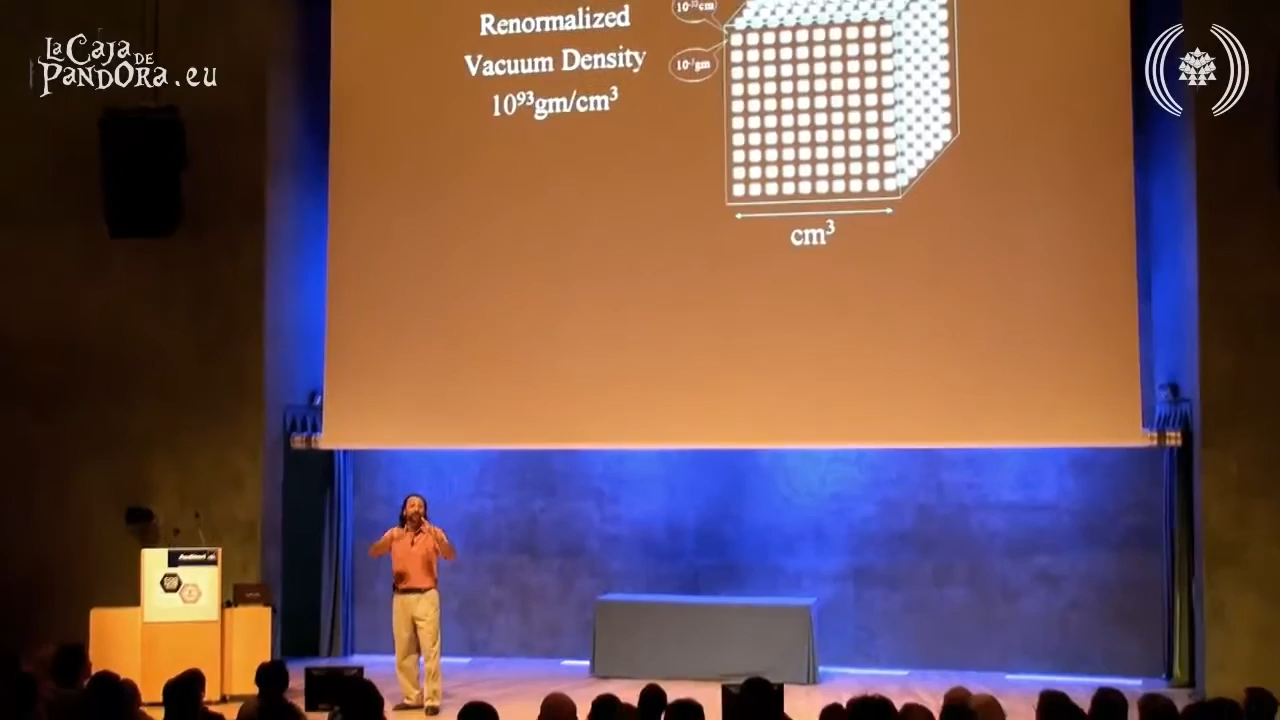 La Caja
DE
PANDORA.eu
Renormalized
Vacuum Density
10⁹³gm/cm³
cm³